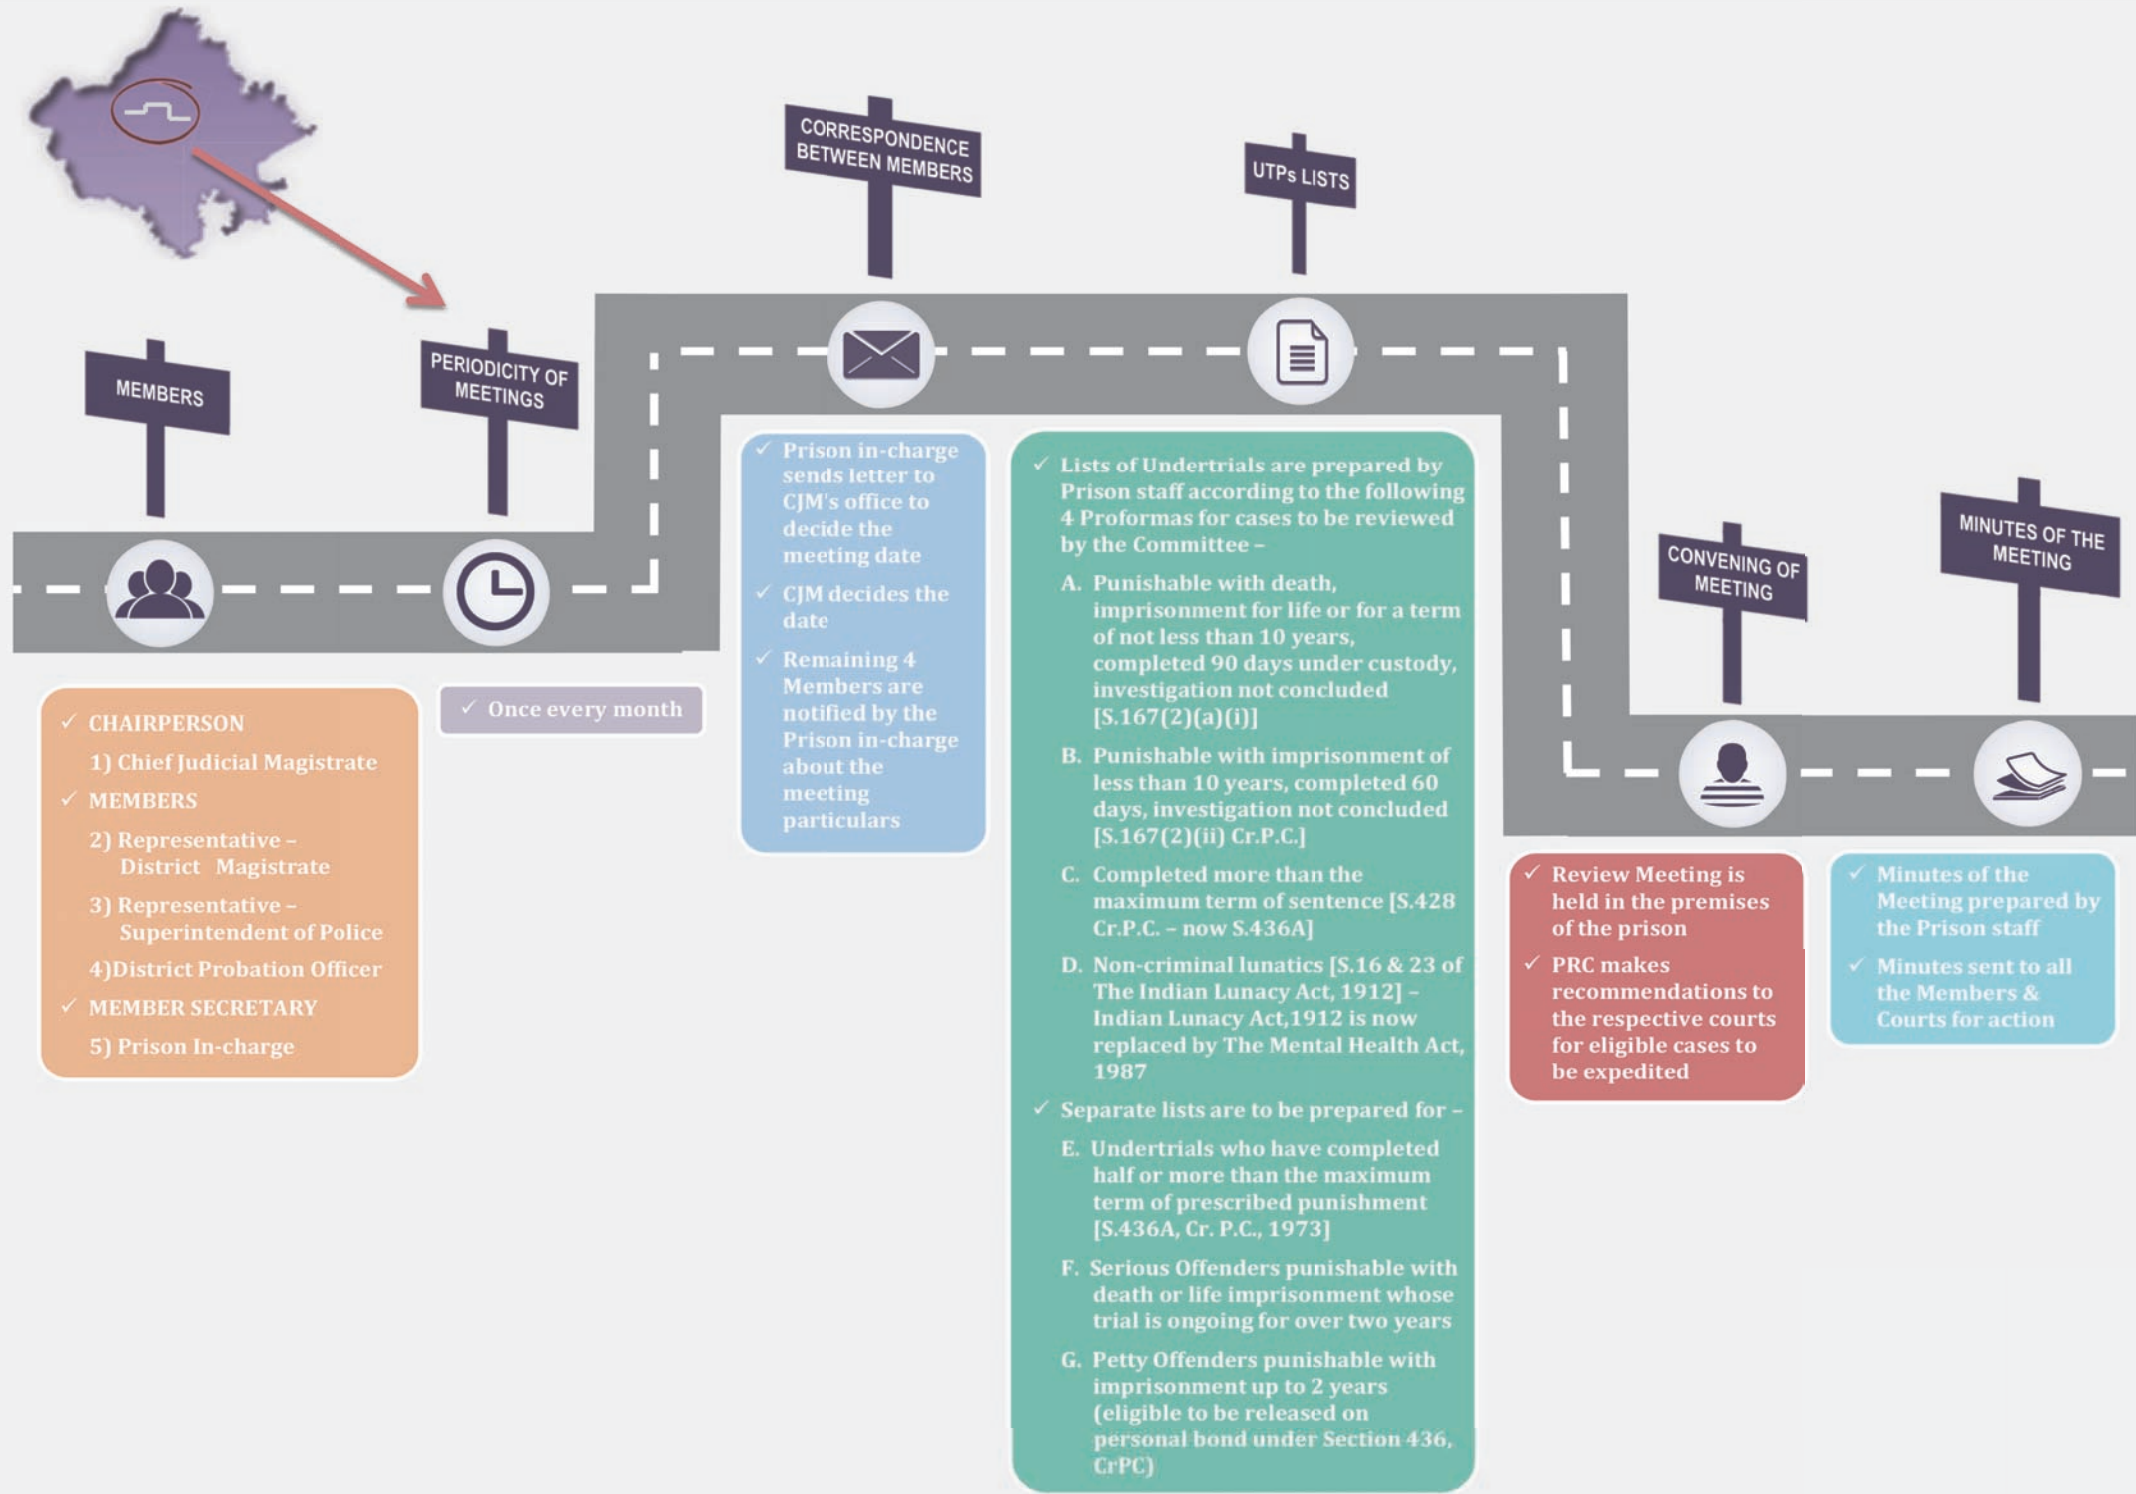 MEMBERS
✓ CHAIRPERSON
1) Chief Judicial Magistrate
✓ MEMBERS
2) Representative –
District Magistrate
3) Representative –
Superintendent of Police
4)District Probation Officer
✓ MEMBER SECRETARY
5) Prison In-charge
PERIODICITY OF
MEETINGS
✓ Once every month
CORRESPONDENCE
BETWEEN MEMBERS
✓ Prison in-charge
sends letter to
CJM's office to
decide the
meeting date
✓ CJM decides the
date
✓ Remaining 4
Members are
notified by the
Prison in-charge
about the
meeting
particulars
UTPs LISTS
✓ Lists of Undertrials are prepared by
Prison staff according to the following
4 Proformas for cases to be reviewed
by the Committee –
A. Punishable with death,
imprisonment for life or for a term
of not less than 10 years,
completed 90 days under custody,
investigation not concluded
[S.167(2)(a)(i)]
B. Punishable with imprisonment of
less than 10 years, completed 60
days, investigation not concluded
[S.167(2)(ii) Cr.P.C.]
C. Completed more than the
maximum term of sentence [S.428
Cr.P.C. – now S.436A]
D. Non-criminal lunatics [S.16 & 23 of
The Indian Lunacy Act, 1912] –
Indian Lunacy Act,1912 is now
replaced by The Mental Health Act,
1987
✓ Separate lists are to be prepared for –
E. Undertrials who have completed
half or more than the maximum
term of prescribed punishment
[S.436A, Cr. P.C., 1973]
F. Serious Offenders punishable with
death or life imprisonment whose
trial is ongoing for over two years
G. Petty Offenders punishable with
imprisonment up to 2 years
(eligible to be released on
personal bond under Section 436,
CrPC)
CONVENING OF
MEETING
✓ Review Meeting is
held in the premises
of the prison
✓ PRC makes
recommendations to
the respective courts
for eligible cases to
be expedited
MINUTES OF THE
MEETING
✓ Minutes of the
Meeting prepared by
the Prison staff
✓ Minutes sent to all
the Members &
Courts for action